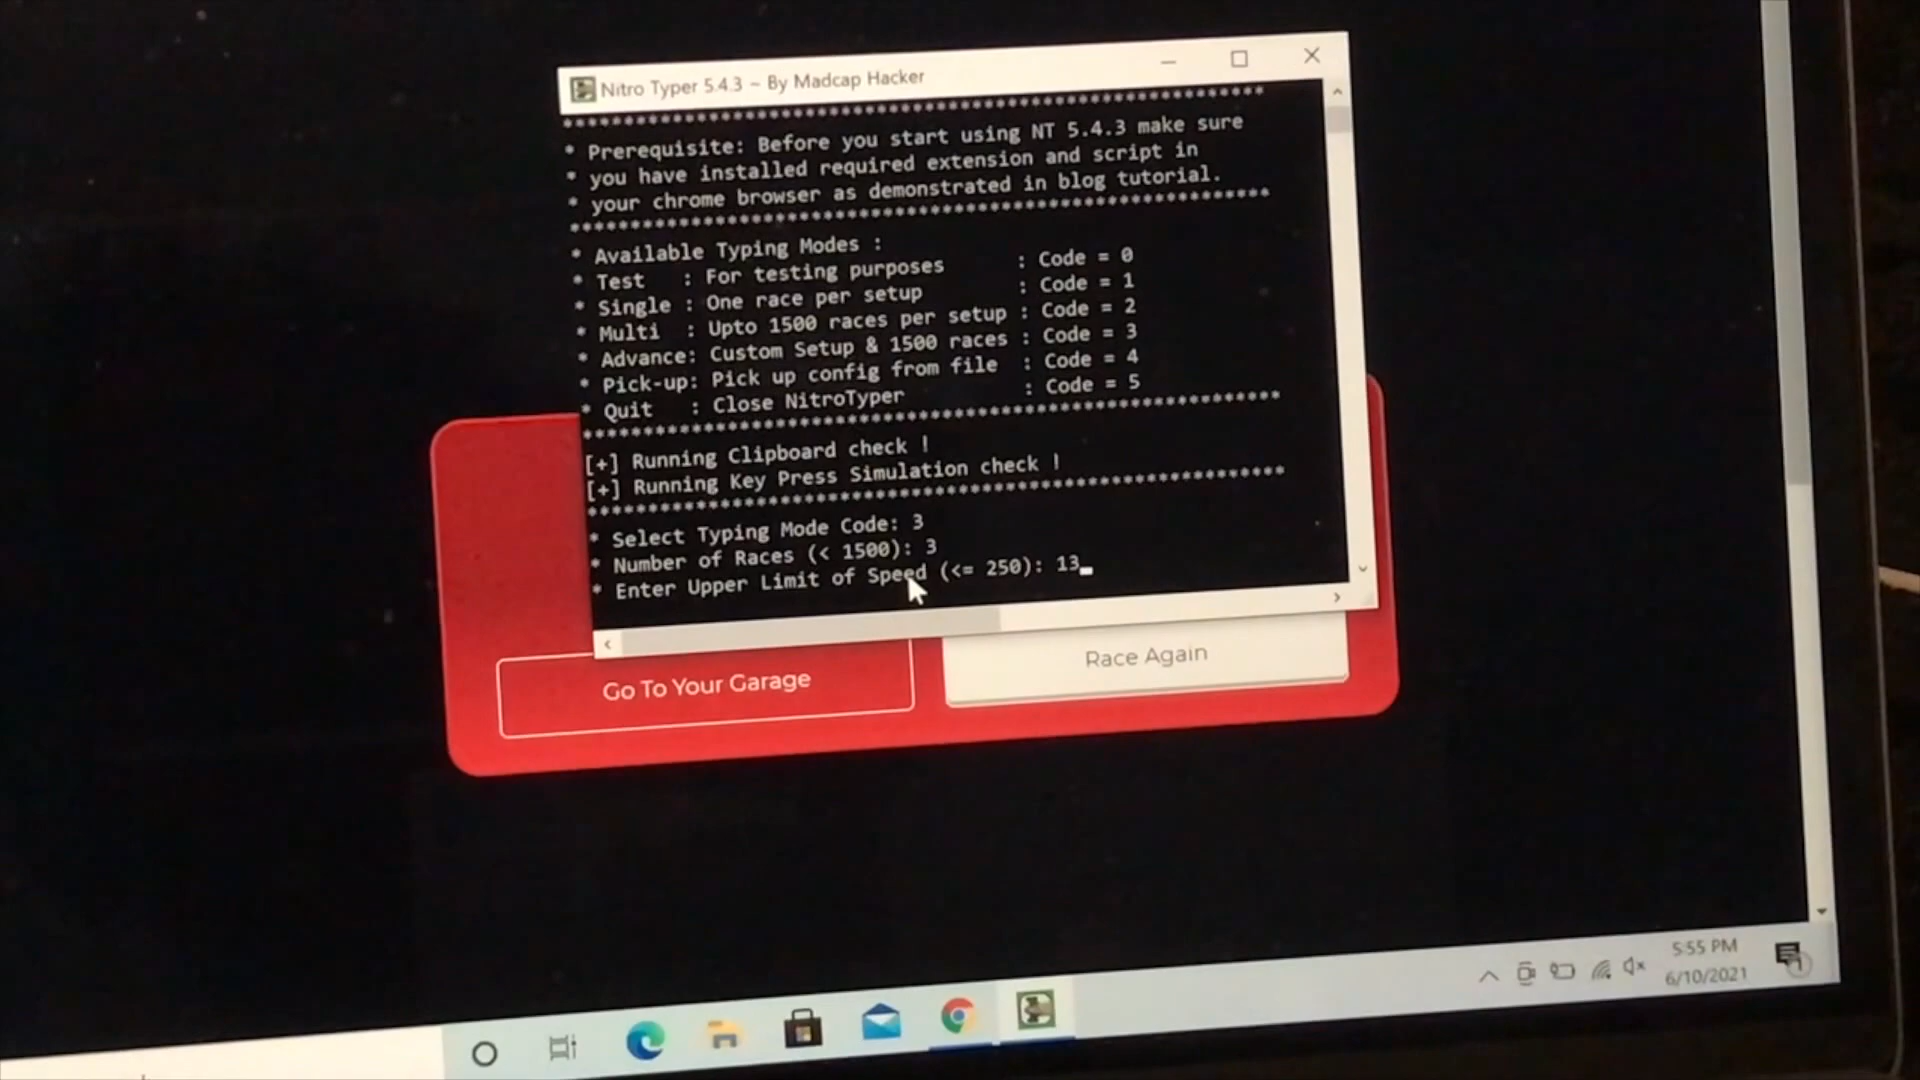 Nitro Typer 5.4.3 ~ By Madcap Hacker
************************************************************
* Prerequisite: Before you start using NT 5.4.3 make sure
* you have installed required extension and script in
* your chrome browser as demonstrated in blog tutorial.
************************************************************
* Available Typing Modes :
* Test : For testing purposes : Code = 0
* Single : One race per setup : Code = 1
* Multi : Upto 1500 races per setup : Code = 2
* Advance: Custom Setup & 1500 races : Code = 3
* Pick-up: Pick up config from file : Code = 4
* Quit : Close NitroTyper : Code = 5
************************************************************
[+] Running Clipboard check !
[+] Running Key Press Simulation check !
************************************************************
* Select Typing Mode Code: 3
* Number of Races (< 1500): 3
* Enter Upper Limit of Speed (<= 250): 13
Go To Your Garage
Race Again
5:55 PM
6/10/2021
1